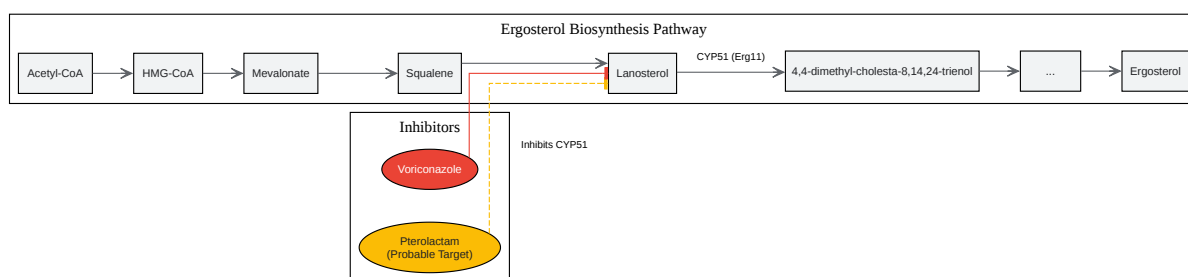 Ergosterol Biosynthesis Pathway
Acetyl-CoA
HMG-CoA
Mevalonate
Squalene
Lanosterol
CYP51 (Erg11)
4,4-dimethyl-cholesta-8,14,24-trienol
...
Ergosterol
Inhibitors
Inhibits CYP51
Voriconazole
Pterolactam
(Probable Target)